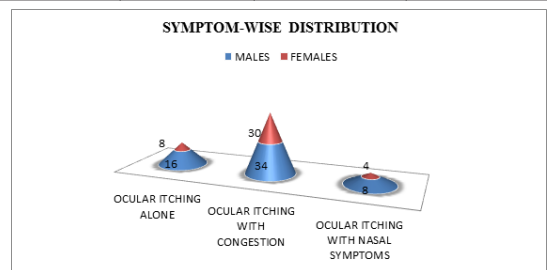 SYMPTOM-WISE DISTRIBUTION
MALES FEMALES
8
16
30
34
4
8
OCULAR ITCHING
ALONE
OCULAR ITCHING
WITH
CONGESTION
OCULAR ITCHING
WITH NASAL
SYMPTOMS